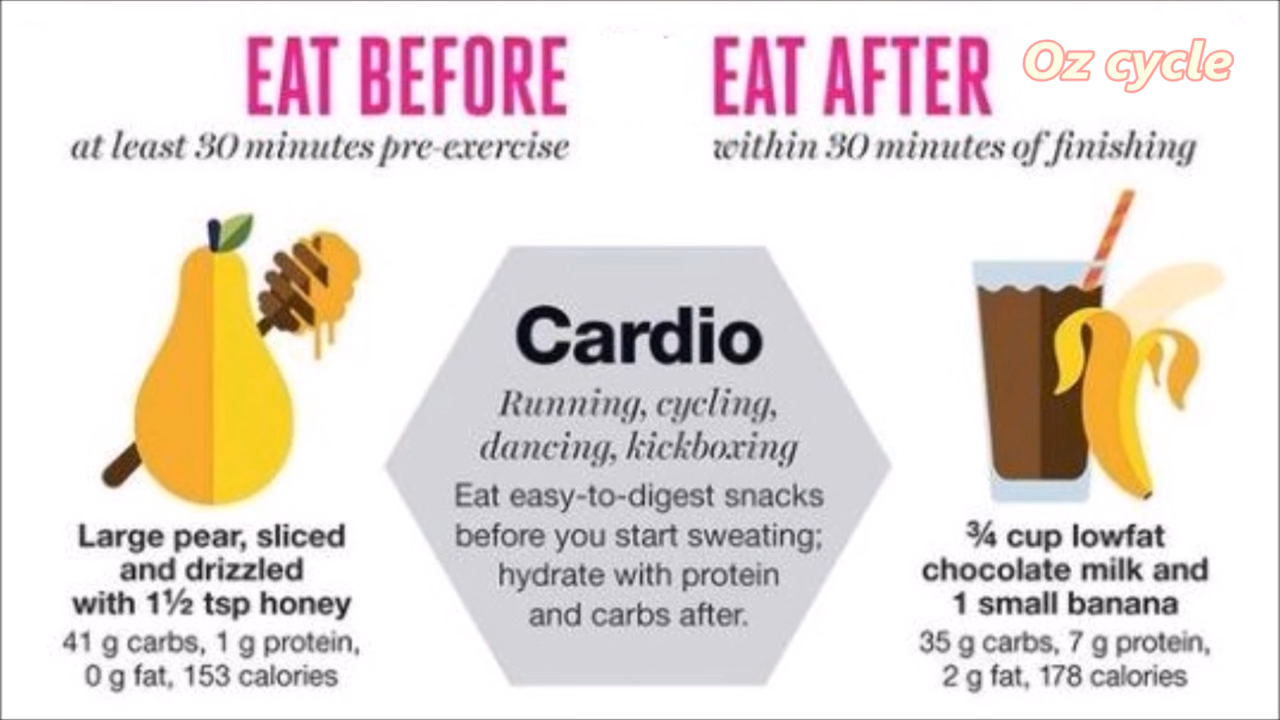 EAT BEFORE
at least 30 minutes pre-exercise
EAT AFTER
within 30 minutes of finishing
Oz cycle
Large pear, sliced
and drizzled
with 1½ tsp honey
41 g carbs, 1 g protein,
0 g fat, 153 calories
Cardio
Running, cycling,
dancing, kickboxing
Eat easy-to-digest snacks
before you start sweating;
hydrate with protein
and carbs after.
¾ cup lowfat
chocolate milk and
1 small banana
35 g carbs, 7 g protein,
2 g fat, 178 calories